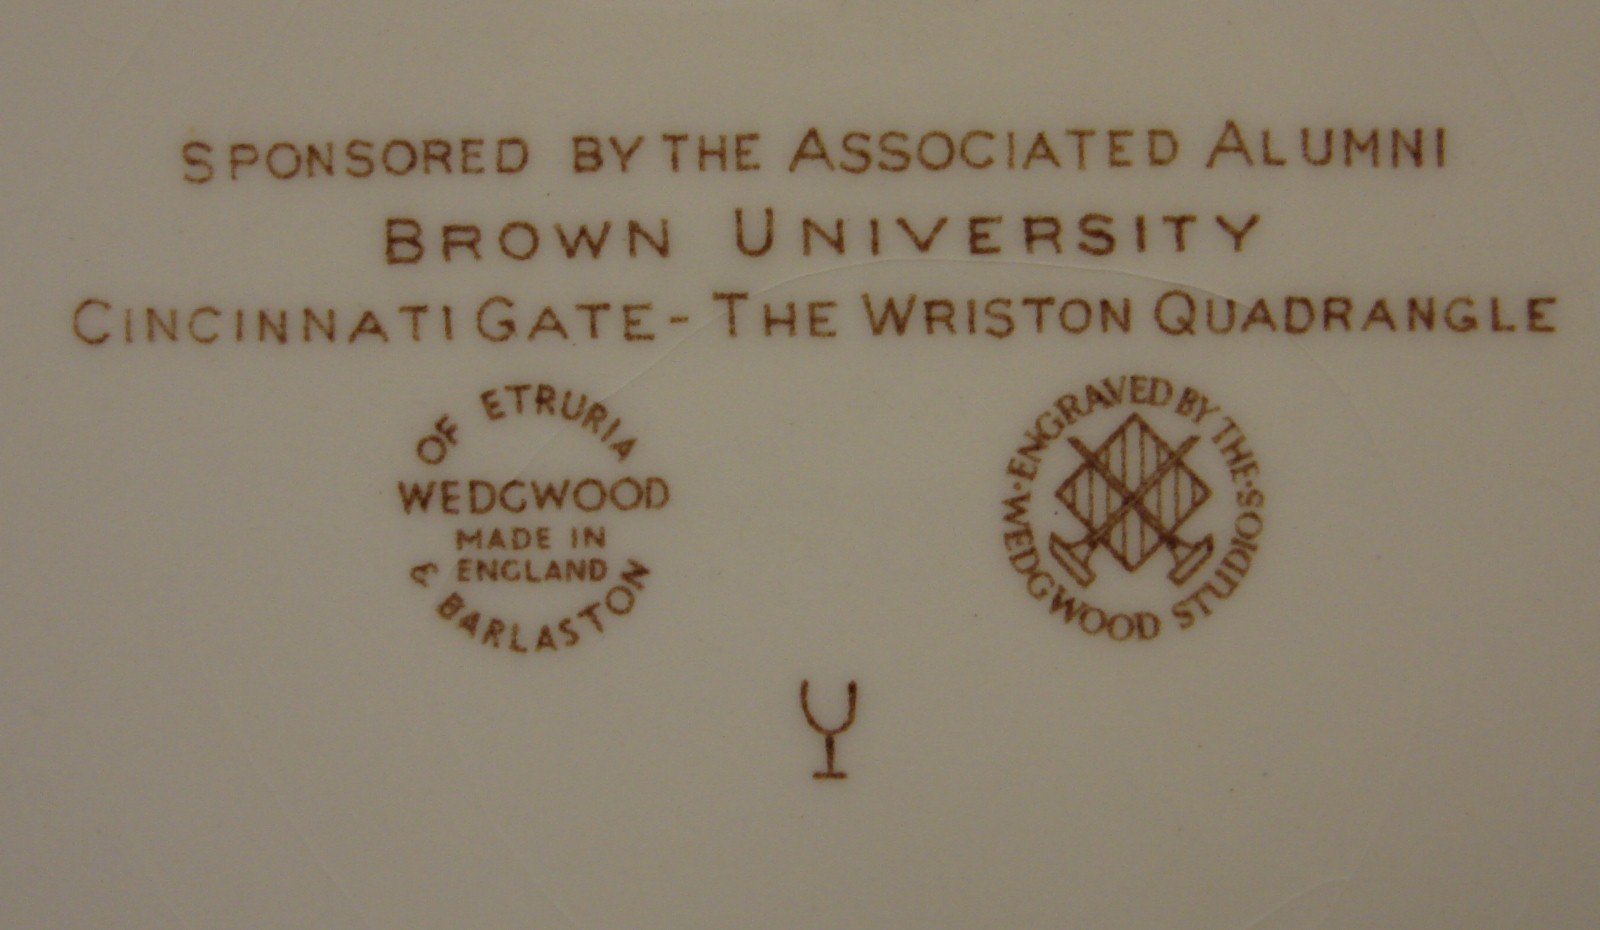 SPONSORED BY THE ASSOCIATED ALUMNI
BROWN UNIVERSITY
CINCINNATI GATE - THE WRISTON QUADRANGLE
OF ETRURIA
WEDGWOOD
MADE IN
ENGLAND
& BARLASTON
ENGRAVED BY THE · STUDIOS
WEDGWOOD ·